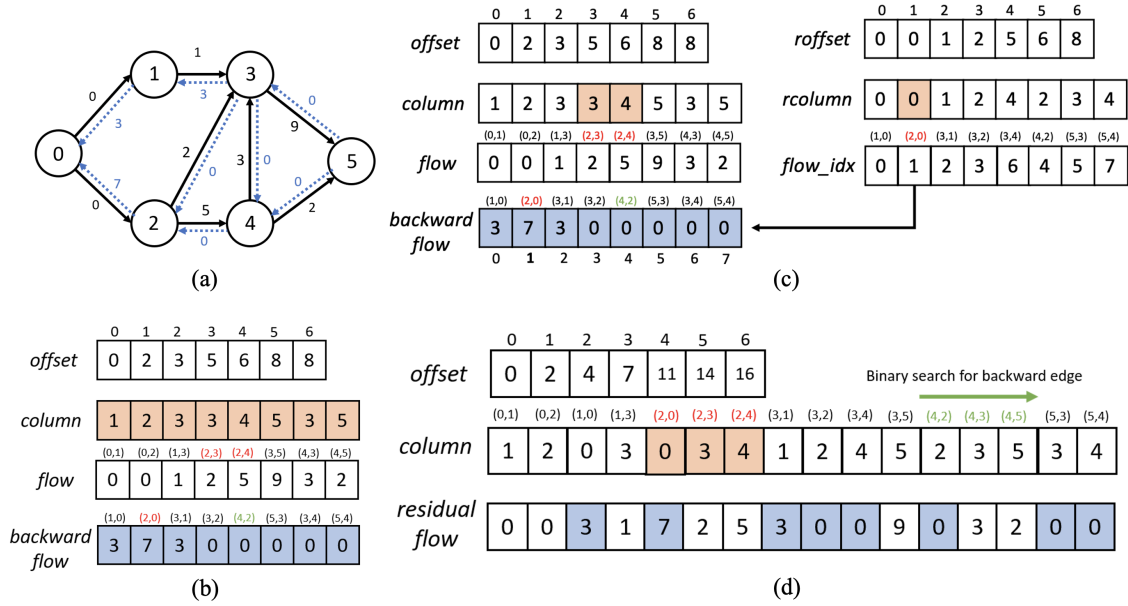 1
1
3
3
0
0
9
3
0
2
0
3
0
5
7
0
2
0
5
4
2
0
(a)
0 1 2 3 4 5 6
offset 0 2 3 5 6 8 8
column 1 2 3 3 4 5 3 5
(0,1) (0,2) (1,3) (2,3) (2,4) (3,5) (4,3) (4,5)
flow 0 0 1 2 5 9 3 2
(1,0) (2,0) (3,1) (3,2) (4,2) (5,3) (3,4) (5,4)
backward
flow 3 7 3 0 0 0 0 0
(b)
0 1 2 3 4 5 6
offset 0 2 3 5 6 8 8
column 1 2 3 3 4 5 3 5
(0,1) (0,2) (1,3) (2,3) (2,4) (3,5) (4,3) (4,5)
flow 0 0 1 2 5 9 3 2
(1,0) (2,0) (3,1) (3,2) (4,2) (5,3) (3,4) (5,4)
backward
flow 3 7 3 0 0 0 0 0
0 1 2 3 4 5 6 7
0 1 2 3 4 5 6
roffset 0 0 1 2 5 6 8
rcolumn 0 0 1 2 4 2 3 4
(1,0) (2,0) (3,1) (3,2) (3,4) (4,2) (5,3) (5,4)
flow_idx 0 1 2 3 6 4 5 7
(c)
0 1 2 3 4 5 6
offset 0 2 4 7 11 14 16
Binary search for backward edge
(0,1) (0,2) (1,0) (1,3) (2,0) (2,3) (2,4) (3,1) (3,2) (3,4) (3,5) (4,2) (4,3) (4,5) (5,3) (5,4)
column 1 2 0 3 0 3 4 1 2 4 5 2 3 5 3 4
residual
flow 0 0 3 1 7 2 5 3 0 0 9 0 3 2 0 0
(d)